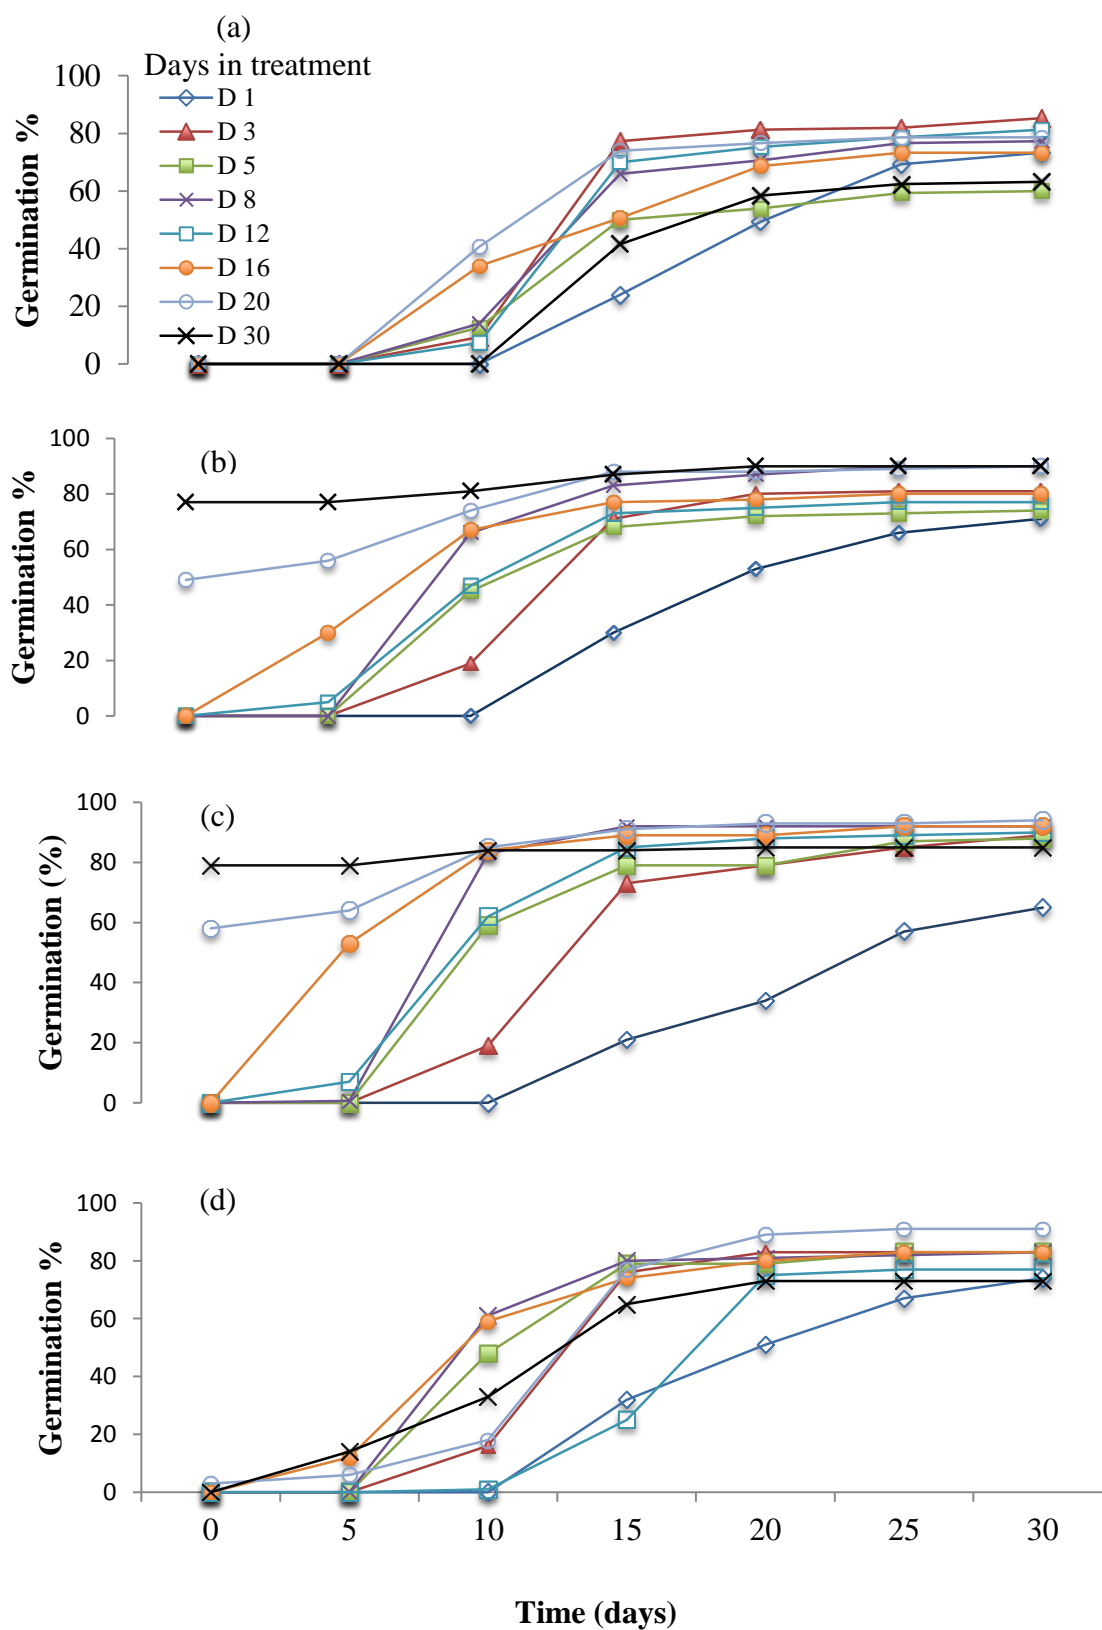 (a)
Days in treatment
Germination %
100
80
60
40
20
0
D 1
D 3
D 5
D 8
D 12
D 16
D 20
D 30
(b)
Germination %
100
80
60
40
20
0
(c)
Germination (%)
100
80
60
40
20
0
(d)
Germination %
100
80
60
40
20
0
0 5 10 15 20 25 30
Time (days)